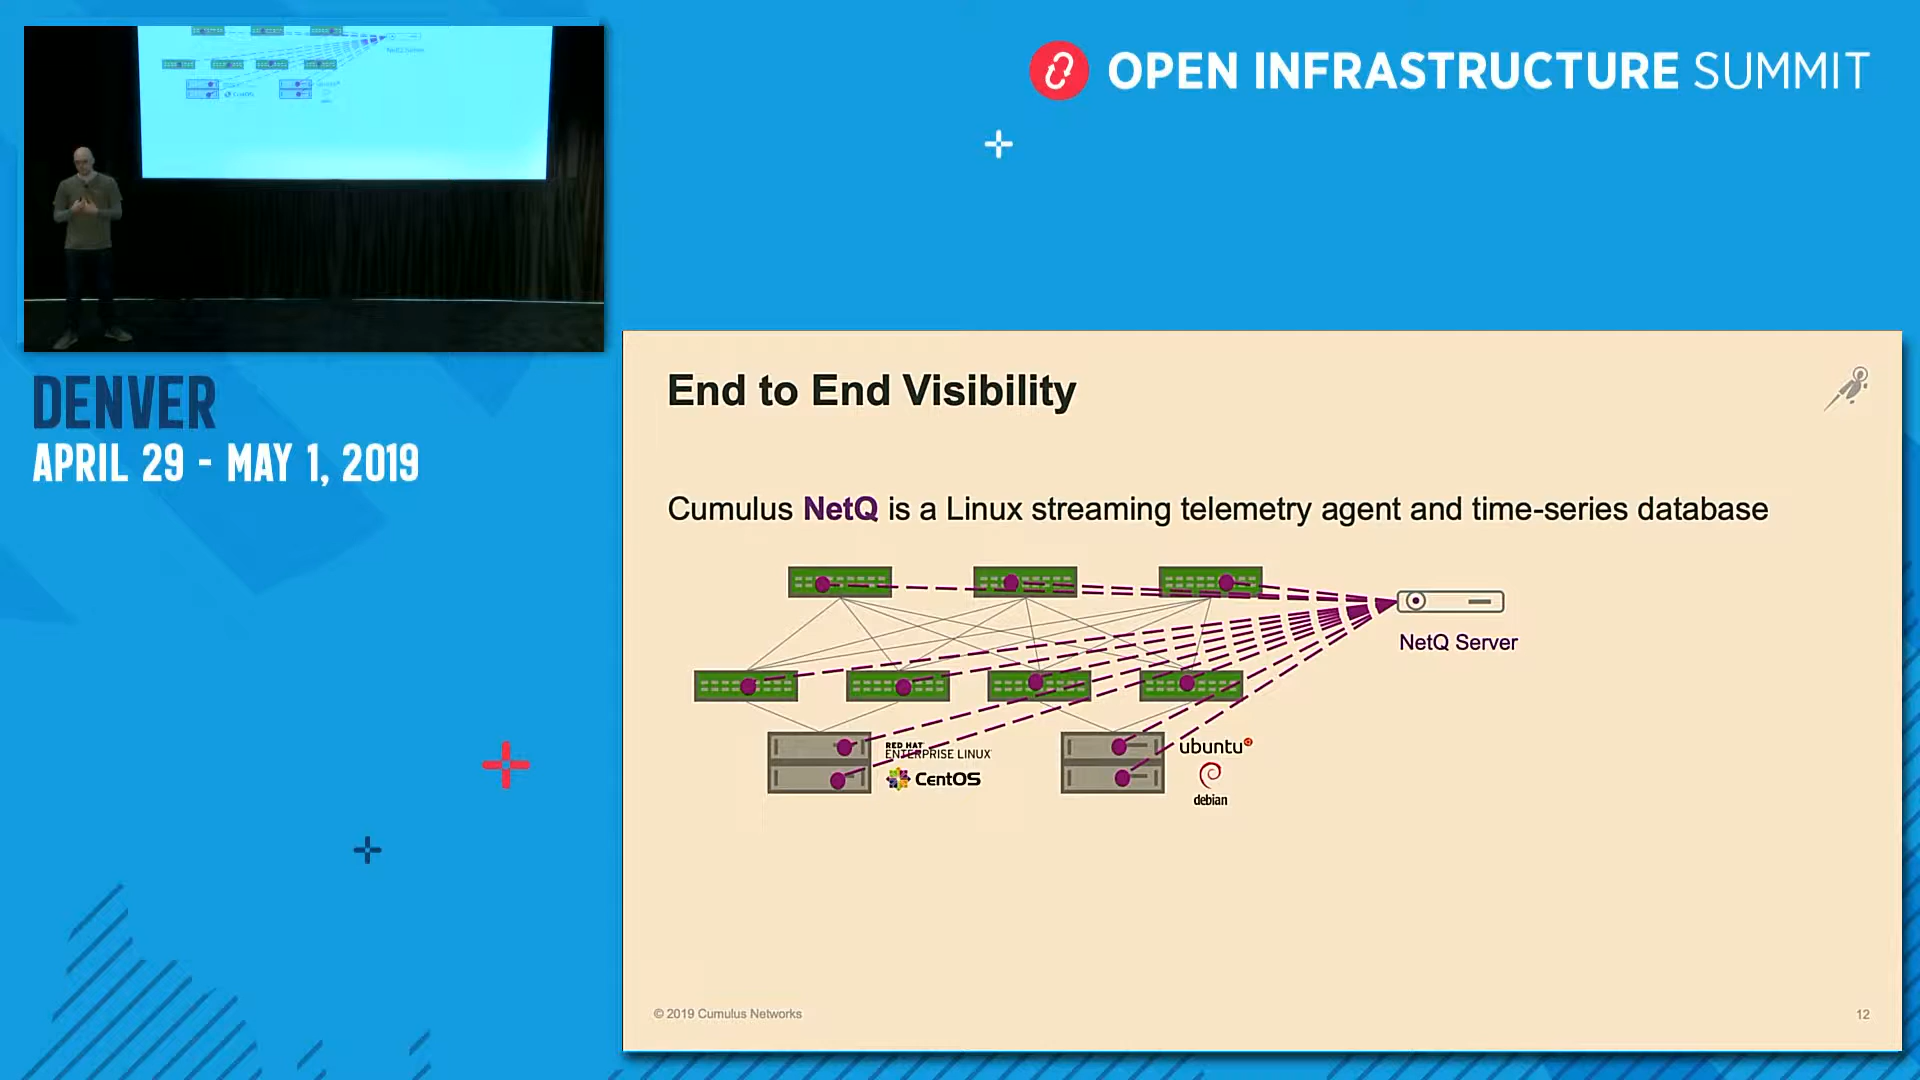 OPEN INFRASTRUCTURE SUMMIT
DENVER
APRIL 29 - MAY 1, 2019
End to End Visibility
Cumulus NetQ is a Linux streaming telemetry agent and time-series database
NetQ Server
RED HAT
ENTERPRISE LINUX
CentOS
ubuntu
debian
© 2019 Cumulus Networks
12